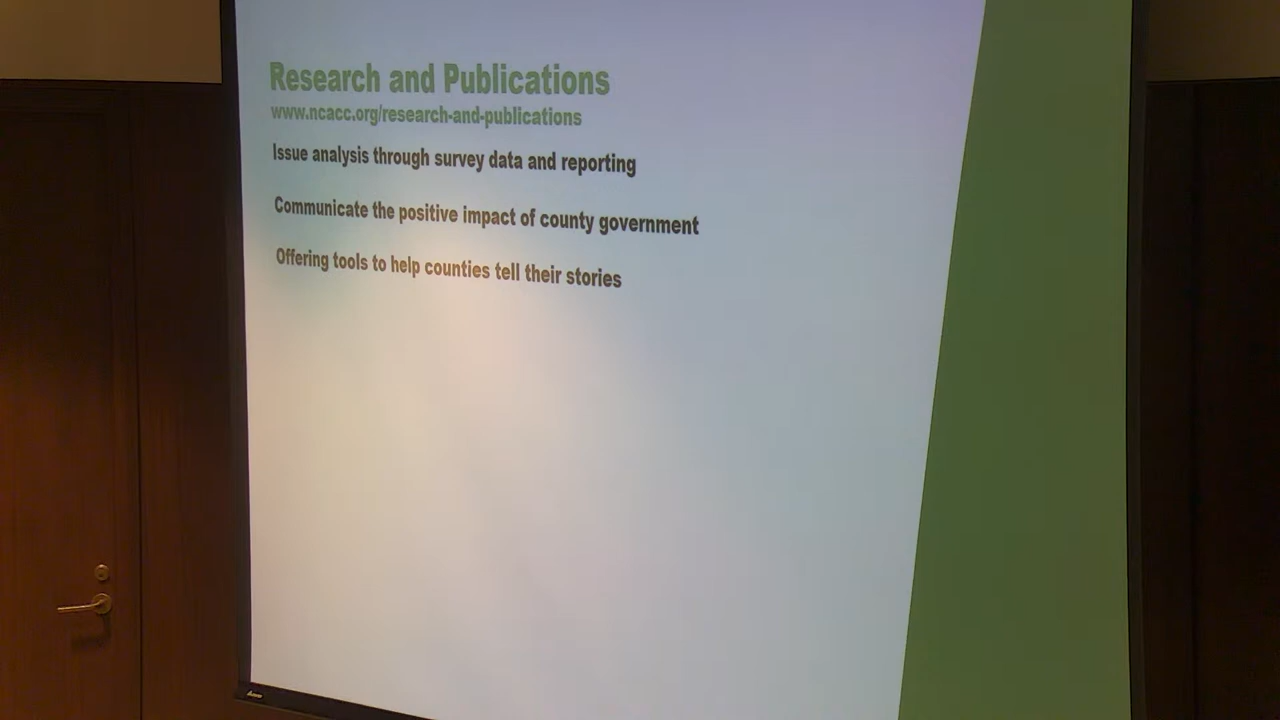 Research and Publications
www.ncacc.org/research-and-publications
Issue analysis through survey data and reporting
Communicate the positive impact of county government
Offering tools to help counties tell their stories